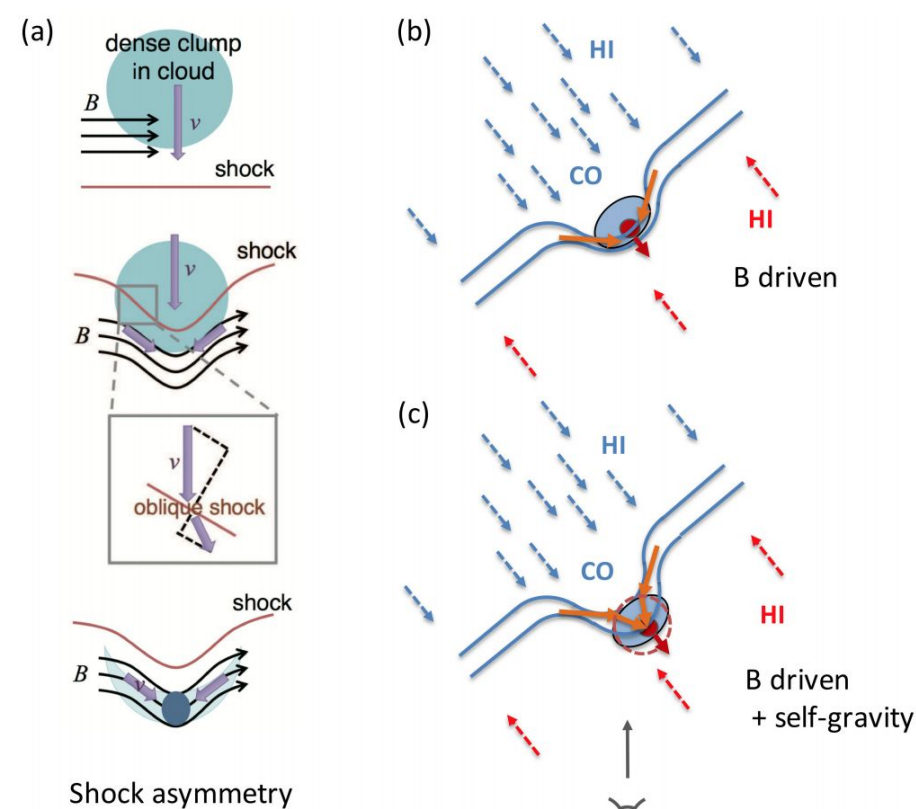 (a)
dense clump
in cloud
B
v
shock
shock
v
B
v
oblique shock
shock
B
v
Shock asymmetry
(b)
HI
CO
HI
B driven
(c)
HI
CO
HI
B driven
+ self-gravity